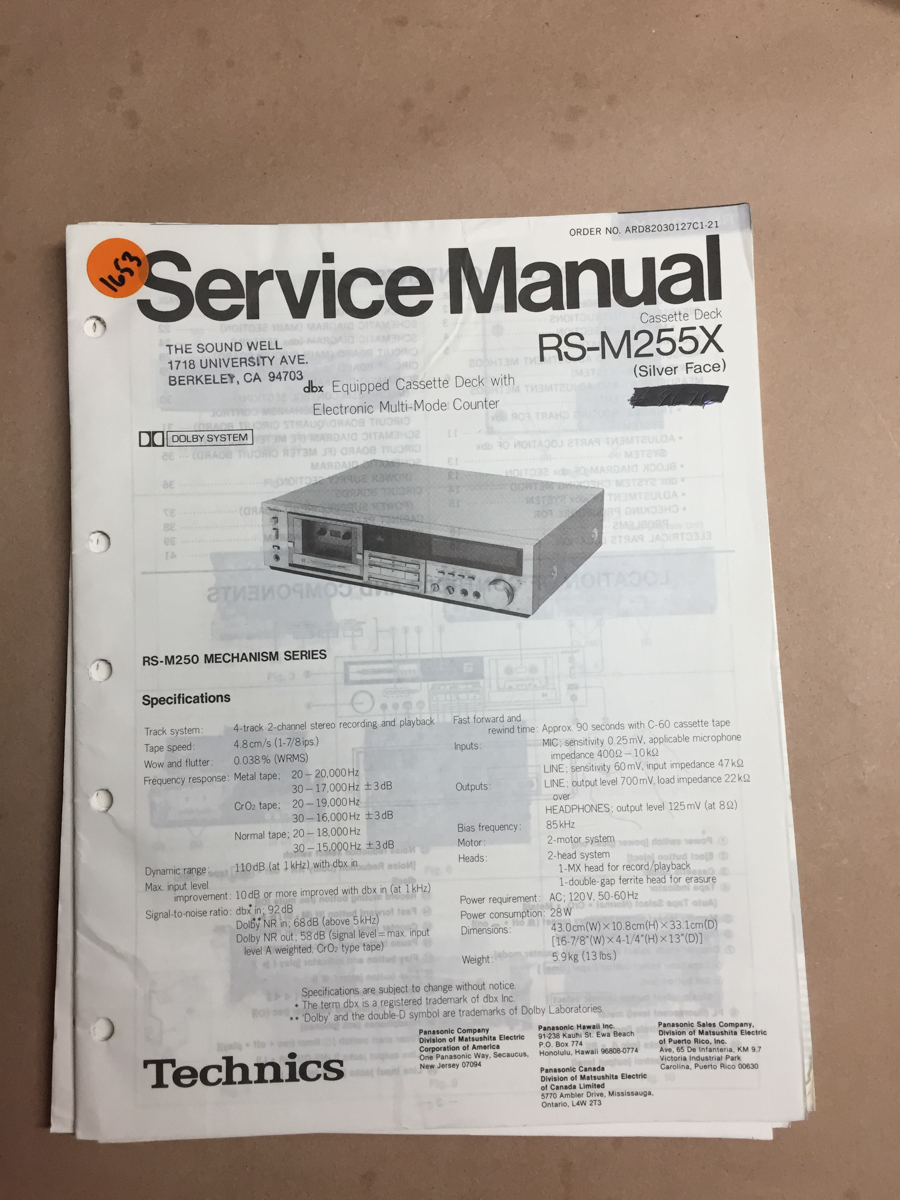 ORDER NO. ARD82030127C1-21
1653
Service Manual
Cassette Deck
RS-M255X
(Silver Face)
THE SOUND WELL
1718 UNIVERSITY AVE.
BERKELEY, CA 94703
dbx Equipped Cassette Deck with
Electronic Multi-Mode Counter
DOLBY SYSTEM
RS-M250 MECHANISM SERIES
Specifications
Track system: 4-track 2-channel stereo recording and playback
Tape speed: 4.8cm/s (1-7/8 ips.)
Wow and flutter: 0.038% (WRMS)
Frequency response: Metal tape; 20–20,000Hz
30–17,000Hz ±3dB
CrO2 tape; 20–19,000Hz
30–16,000Hz ±3dB
Normal tape; 20–18,000Hz
30–15,000Hz ±3dB
Dynamic range: 110dB (at 1kHz) with dbx in
Max. input level
improvement: 10dB or more improved with dbx in (at 1kHz)
Signal-to-noise ratio: dbx* in; 92dB
Dolby** NR in; 68dB (above 5kHz)
Dolby NR out; 58dB (signal level=max. input
level A weighted, CrO2 type tape)
Fast forward and
rewind time: Approx. 90 seconds with C-60 cassette tape
Inputs: MIC; sensitivity 0.25mV, applicable microphone
impedance 400Ω–10kΩ
LINE; sensitivity 60mV, input impedance 47kΩ
Outputs: LINE; output level 700mV, load impedance 22kΩ
over
HEADPHONES; output level 125mV (at 8Ω)
Bias frequency: 85kHz
Motor: 2-motor system
Heads: 2-head system
1-MX head for record/playback
1-double-gap ferrite head for erasure
Power requirement: AC; 120V, 50-60Hz
Power consumption: 28W
Dimensions: 43.0cm(W)×10.8cm(H)×33.1cm(D)
[16-7/8"(W)×4-1/4"(H)×13"(D)]
Weight: 5.9kg (13 lbs.)
Specifications are subject to change without notice.
• The term dbx is a registered trademark of dbx Inc.
•• 'Dolby' and the double-D symbol are trademarks of Dolby Laboratories.
Technics
Panasonic Company
Division of Matsushita Electric
Corporation of America
One Panasonic Way, Secaucus,
New Jersey 07094
Panasonic Hawaii Inc.
91-238 Kauhi St. Ewa Beach
P.O. Box 774
Honolulu, Hawaii 96808-0774
Panasonic Canada
Division of Matsushita Electric
of Canada Limited
5770 Ambler Drive, Mississauga,
Ontario, L4W 2T3
Panasonic Sales Company,
Division of Matsushita Electric
of Puerto Rico, Inc.
Ave, 65 De Infanteria, KM 9.7
Victoria Industrial Park
Carolina, Puerto Rico 00630